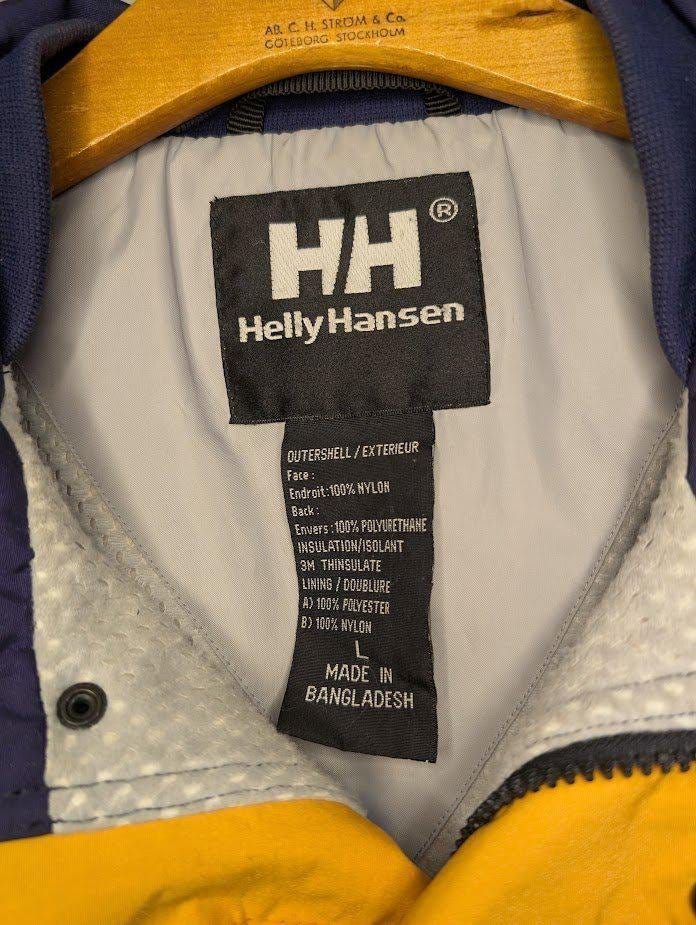 AB. C. H. STRÖM & Co.
GÖTEBORG STOCKHOLM
HH ®
Helly Hansen
OUTERSHELL / EXTERIEUR
Face :
Endroit:100% NYLON
Back :
Envers :100% POLYURETHANE
INSULATION/ISOLANT
3M THINSULATE
LINING / DOUBLURE
A) 100% POLYESTER
B) 100% NYLON
L
MADE IN
BANGLADESH